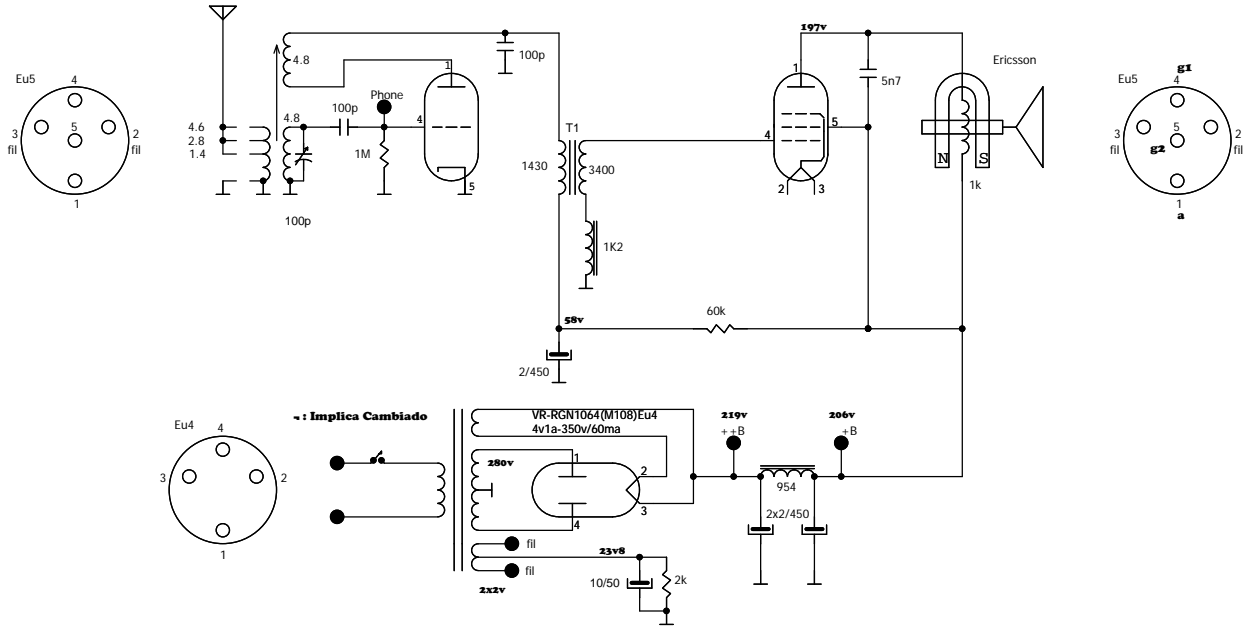 Eu5
4
5
3
fil
2
fil
1
4.8
1
100p
4.6
2.8
1.4
4.8
100p
Phone
4
1M
5
100p
T1
1430
3400
1K2
197v
1
4
5
2
3
5n7
Ericsson
N
S
1k
Eu5
g1
4
5
3
fil
g2
2
fil
1
a
58v
60k
2/450
Eu4
4
3
2
1
¬ : Implica Cambiado
VR-RGN1064(M108)Eu4
4v1a-350v/60ma
280v
1
2
3
4
fil
fil
2x2v
23v8
10/50
2k
219v
++B
206v
+B
954
2x2/450